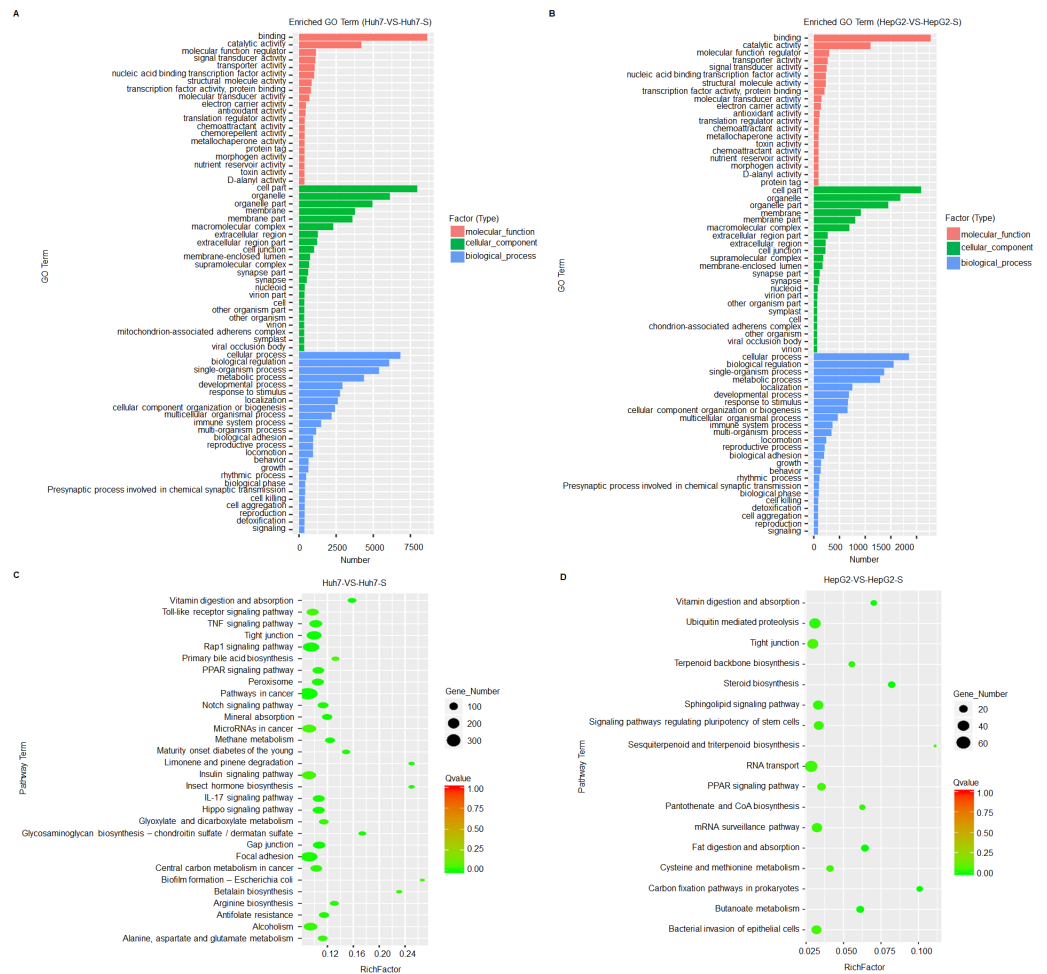 A
Enriched GO Term (Huh7-VS-Huh7-S)
binding
catalytic activity
molecular function regulator
signal transducer activity
transporter activity
nucleic acid binding transcription factor activity
structural molecule activity
transcription factor activity, protein binding
molecular transducer activity
electron carrier activity
antioxidant activity
translation regulator activity
chemoattractant activity
chemorepellent activity
metallochaperone activity
protein tag
morphogen activity
nutrient reservoir activity
toxin activity
D-alanyl activity
cell part
organelle
organelle part
membrane
membrane part
macromolecular complex
extracellular region
extracellular region part
cell junction
membrane-enclosed lumen
supramolecular complex
synapse part
synapse
nucleoid
virion part
cell
other organism part
other organism
virion
mitochondrion-associated adherens complex
symplast
viral occlusion body
cellular process
biological regulation
single-organism process
metabolic process
developmental process
response to stimulus
localization
cellular component organization or biogenesis
multicellular organismal process
immune system process
multi-organism process
biological adhesion
reproductive process
locomotion
behavior
growth
rhythmic process
biological phase
Presynaptic process involved in chemical synaptic transmission
cell killing
cell aggregation
reproduction
detoxification
signaling
GO Term
0 2500 5000 7500
Number
Factor (Type)
molecular_function
cellular_component
biological_process
B
Enriched GO Term (HepG2-VS-HepG2-S)
binding
catalytic activity
molecular function regulator
transporter activity
signal transducer activity
nucleic acid binding transcription factor activity
structural molecule activity
transcription factor activity, protein binding
molecular transducer activity
electron carrier activity
antioxidant activity
translation regulator activity
chemoattractant activity
metallochaperone activity
toxin activity
chemoattractant activity
nutrient reservoir activity
morphogen activity
D-alanyl activity
protein tag
cell part
organelle
organelle part
membrane
membrane part
macromolecular complex
extracellular region part
extracellular region
cell junction
supramolecular complex
membrane-enclosed lumen
synapse part
synapse
nucleoid
virion part
other organism part
symplast
cell
chondrion-associated adherens complex
other organism
viral occlusion body
virion
cellular process
biological regulation
single-organism process
metabolic process
localization
developmental process
response to stimulus
cellular component organization or biogenesis
multicellular organismal process
immune system process
multi-organism process
locomotion
reproductive process
biological adhesion
growth
behavior
rhythmic process
Presynaptic process involved in chemical synaptic transmission
biological phase
cell killing
detoxification
cell aggregation
reproduction
signaling
GO Term
0 500 1000 1500 2000
Number
Factor (Type)
molecular_function
cellular_component
biological_process
C
Huh7-VS-Huh7-S
Vitamin digestion and absorption
Toll-like receptor signaling pathway
TNF signaling pathway
Tight junction
Rap1 signaling pathway
Primary bile acid biosynthesis
PPAR signaling pathway
Peroxisome
Pathways in cancer
Notch signaling pathway
Mineral absorption
MicroRNAs in cancer
Methane metabolism
Maturity onset diabetes of the young
Limonene and pinene degradation
Insulin signaling pathway
Insect hormone biosynthesis
IL-17 signaling pathway
Hippo signaling pathway
Glyoxylate and dicarboxylate metabolism
Glycosaminoglycan biosynthesis – chondroitin sulfate / dermatan sulfate
Gap junction
Focal adhesion
Central carbon metabolism in cancer
Biofilm formation – Escherichia coli
Betalain biosynthesis
Arginine biosynthesis
Antifolate resistance
Alcoholism
Alanine, aspartate and glutamate metabolism
Pathway Term
0.12 0.16 0.20 0.24
RichFactor
Gene_Number
100
200
300
Qvalue
1.00
0.75
0.50
0.25
0.00
D
HepG2-VS-HepG2-S
Vitamin digestion and absorption
Ubiquitin mediated proteolysis
Tight junction
Terpenoid backbone biosynthesis
Steroid biosynthesis
Sphingolipid signaling pathway
Signaling pathways regulating pluripotency of stem cells
Sesquiterpenoid and triterpenoid biosynthesis
RNA transport
PPAR signaling pathway
Pantothenate and CoA biosynthesis
mRNA surveillance pathway
Fat digestion and absorption
Cysteine and methionine metabolism
Carbon fixation pathways in prokaryotes
Butanoate metabolism
Bacterial invasion of epithelial cells
Pathway Term
0.025 0.050 0.075 0.100
RichFactor
Gene_Number
20
40
60
Qvalue
1.00
0.75
0.50
0.25
0.00